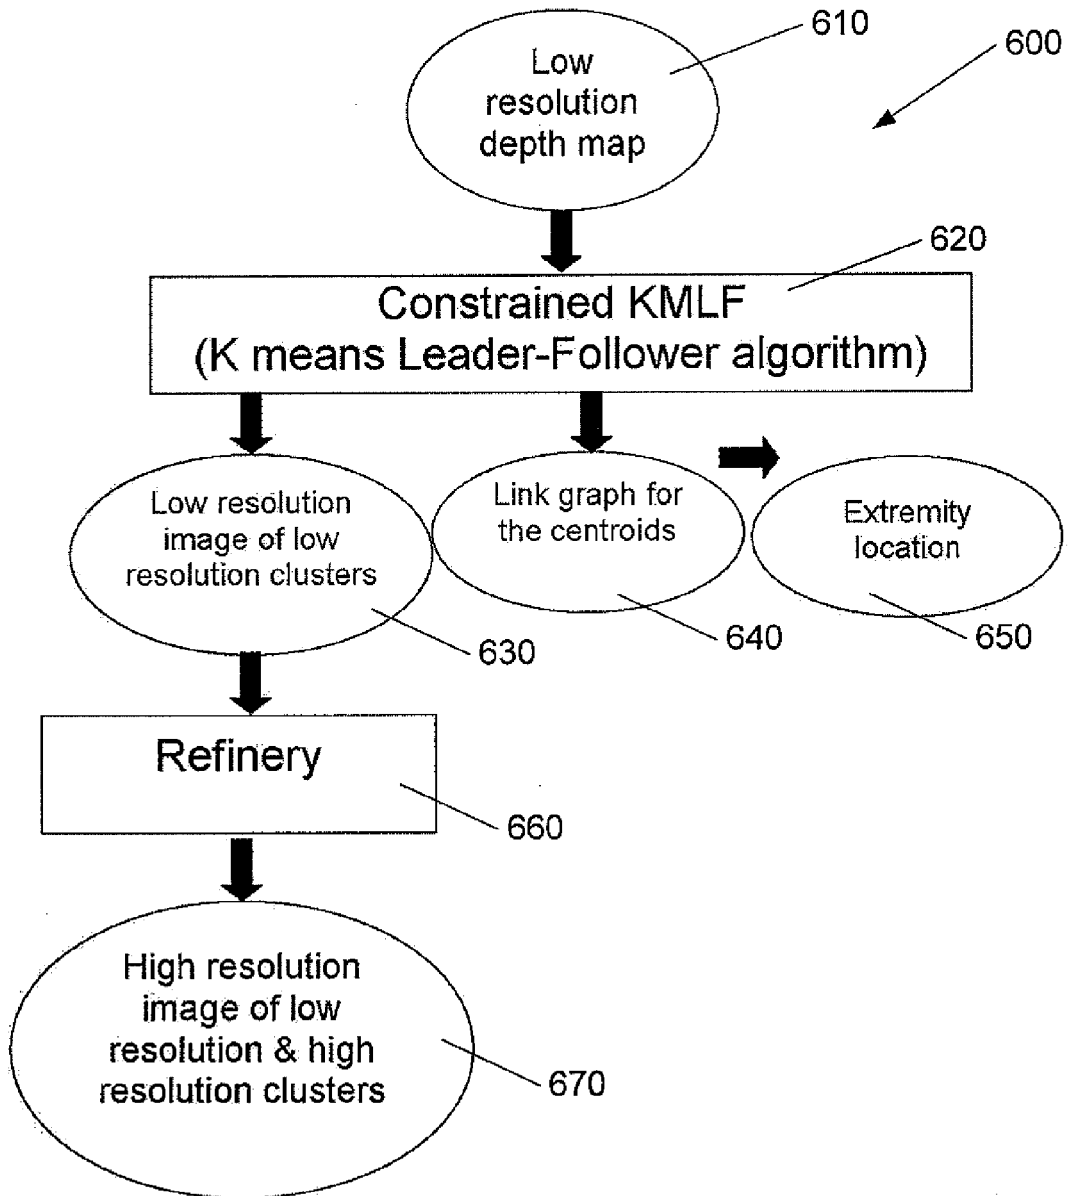 610
600
Low
resolution
depth map
620
Constrained KMLF
(K means Leader-Follower algorithm)
Low resolution
image of low
resolution clusters
630
Link graph for
the centroids
640
Extremity
location
650
Refinery
660
High resolution
image of low
resolution & high
resolution clusters
670